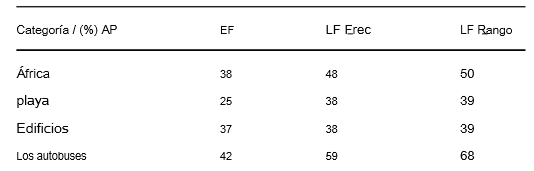 Categoría / (%) AP EF LF Erec LF Rango
África 38 48 50
playa 25 38 39
Edificios 37 38 39
Los autobuses 42 59 68